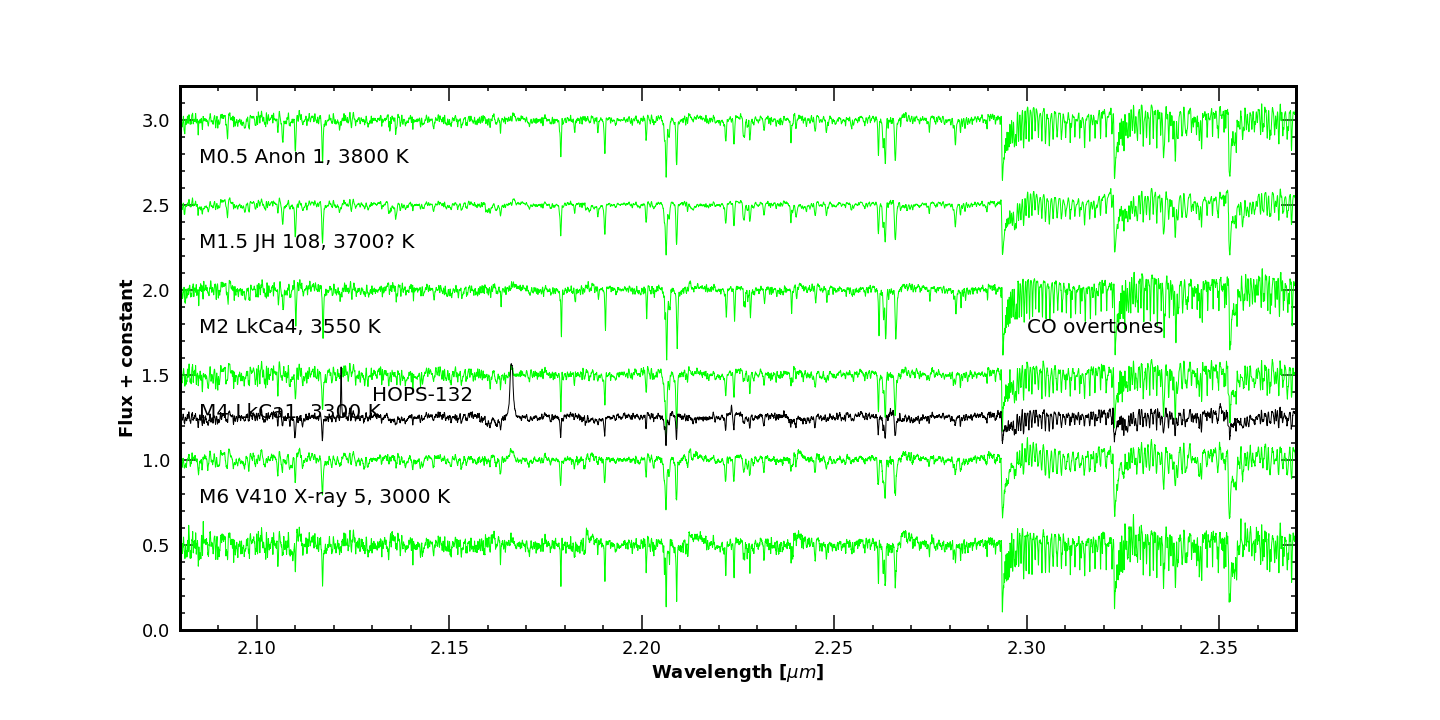 3.0
M0.5 Anon 1, 3800 K
2.5
M1.5 JH 108, 3700? K
2.0
M2 LkCa4, 3550 K
CO overtones
1.5
HOPS-132
M4 LkCa1, 3300 K
1.0
M6 V410 X-ray 5, 3000 K
0.5
0.0
Flux + constant
2.10 2.15 2.20 2.25 2.30 2.35
Wavelength [μm]